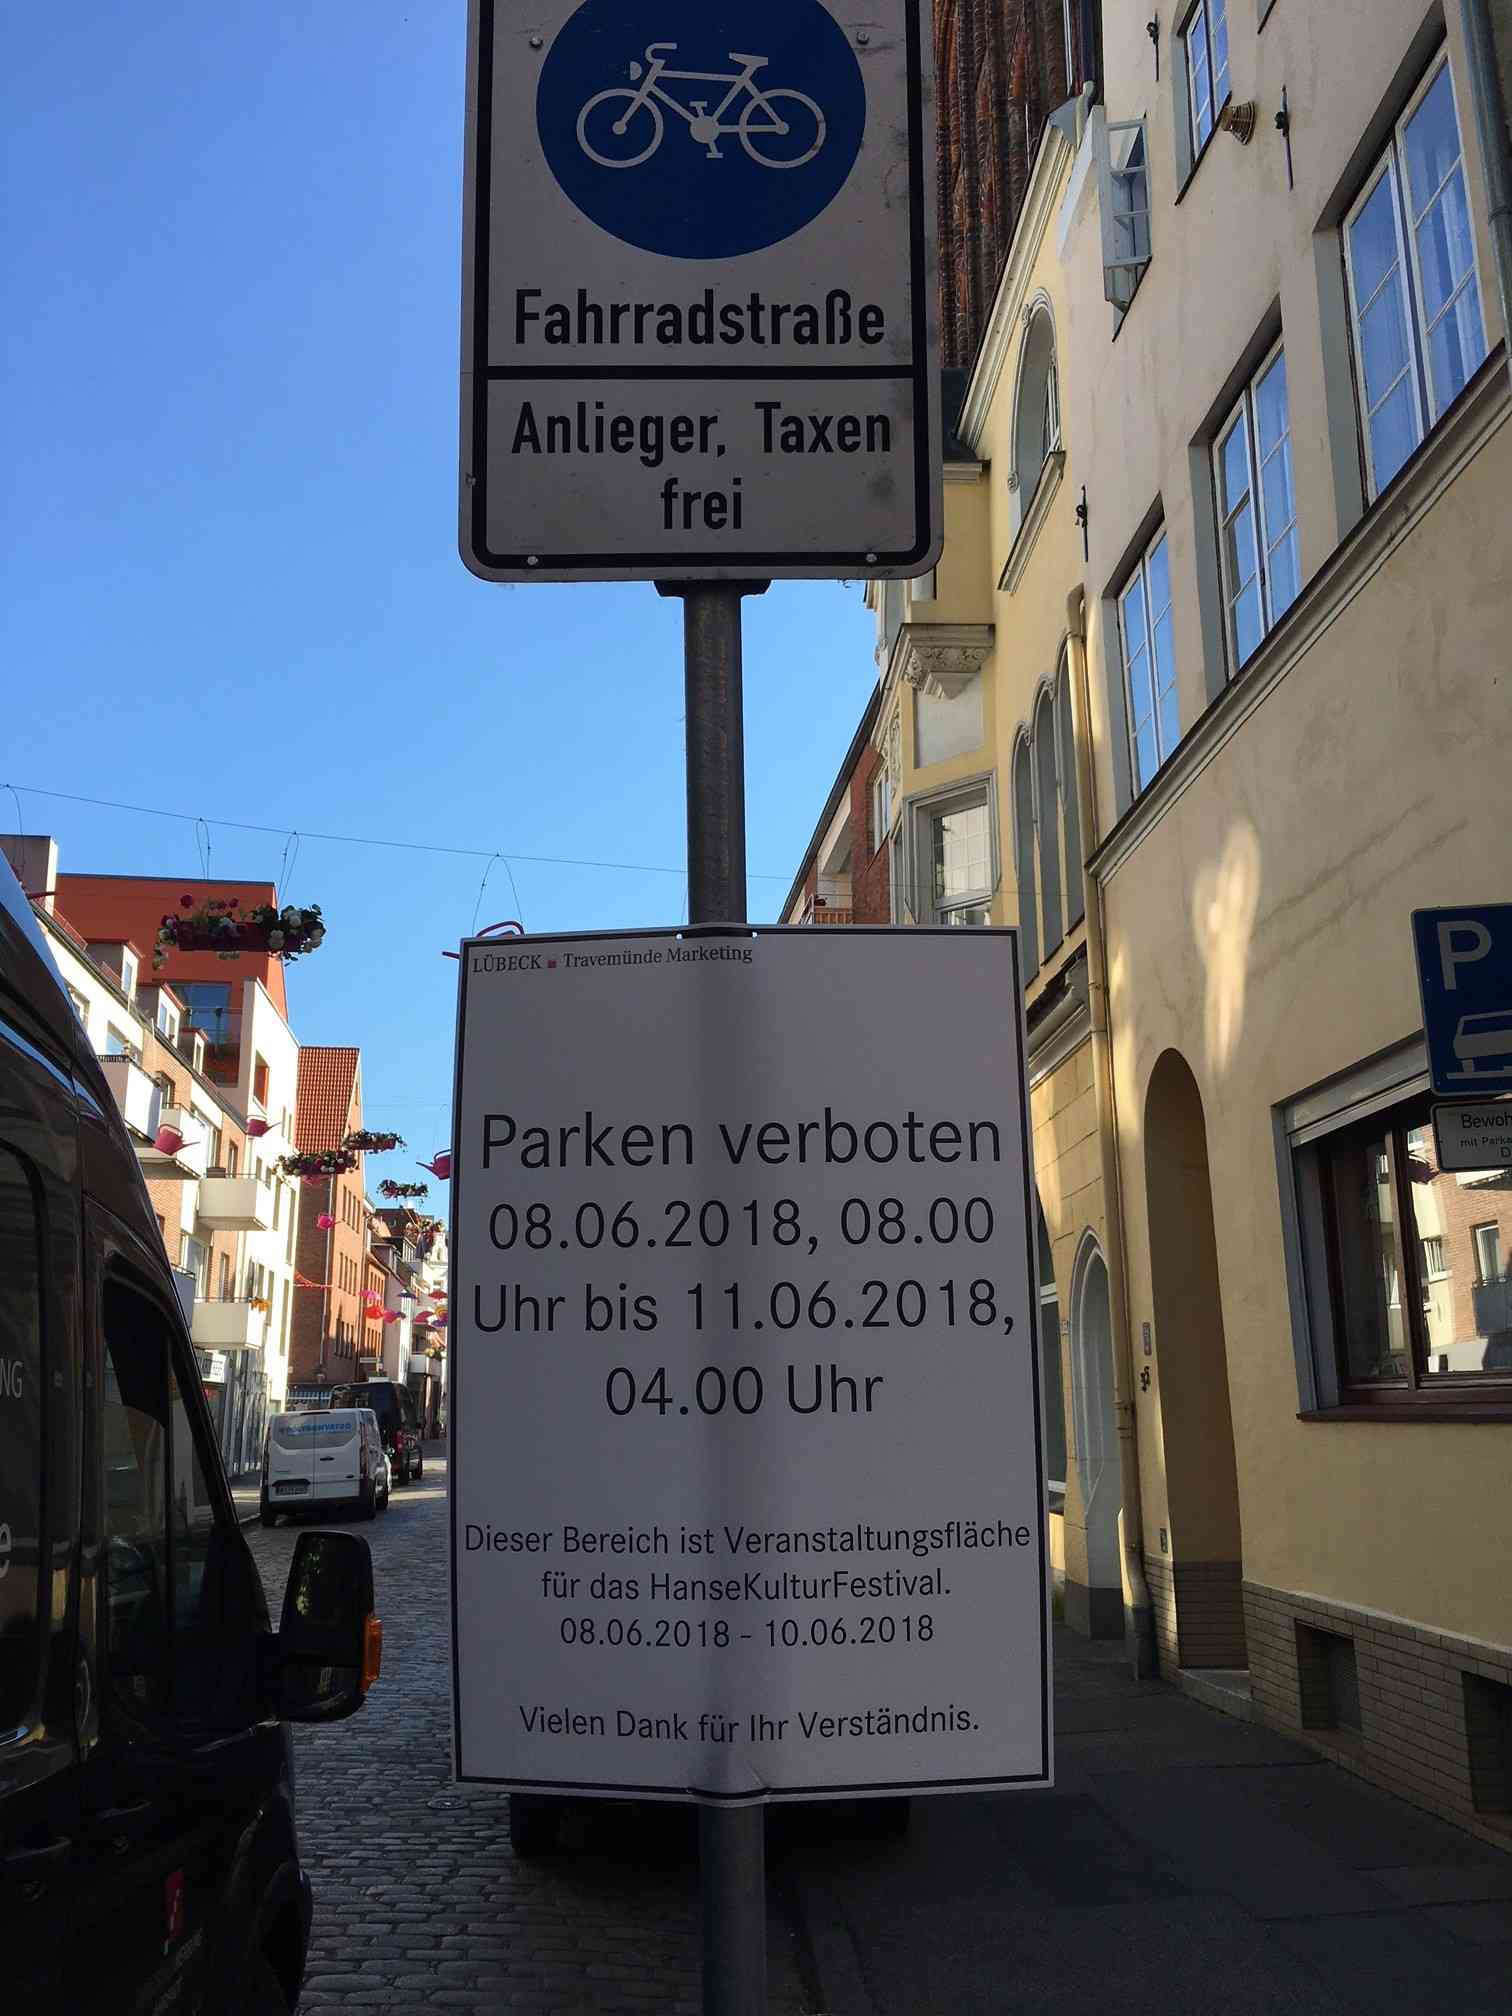 Fahrradstraße
Anlieger, Taxen
frei
LÜBECK Travemünde Marketing
Parken verboten
08.06.2018, 08.00
Uhr bis 11.06.2018,
04.00 Uhr
Dieser Bereich ist Veranstaltungsfläche
für das HanseKulturFestival.
08.06.2018 - 10.06.2018
Vielen Dank für Ihr Verständnis.
P
mit